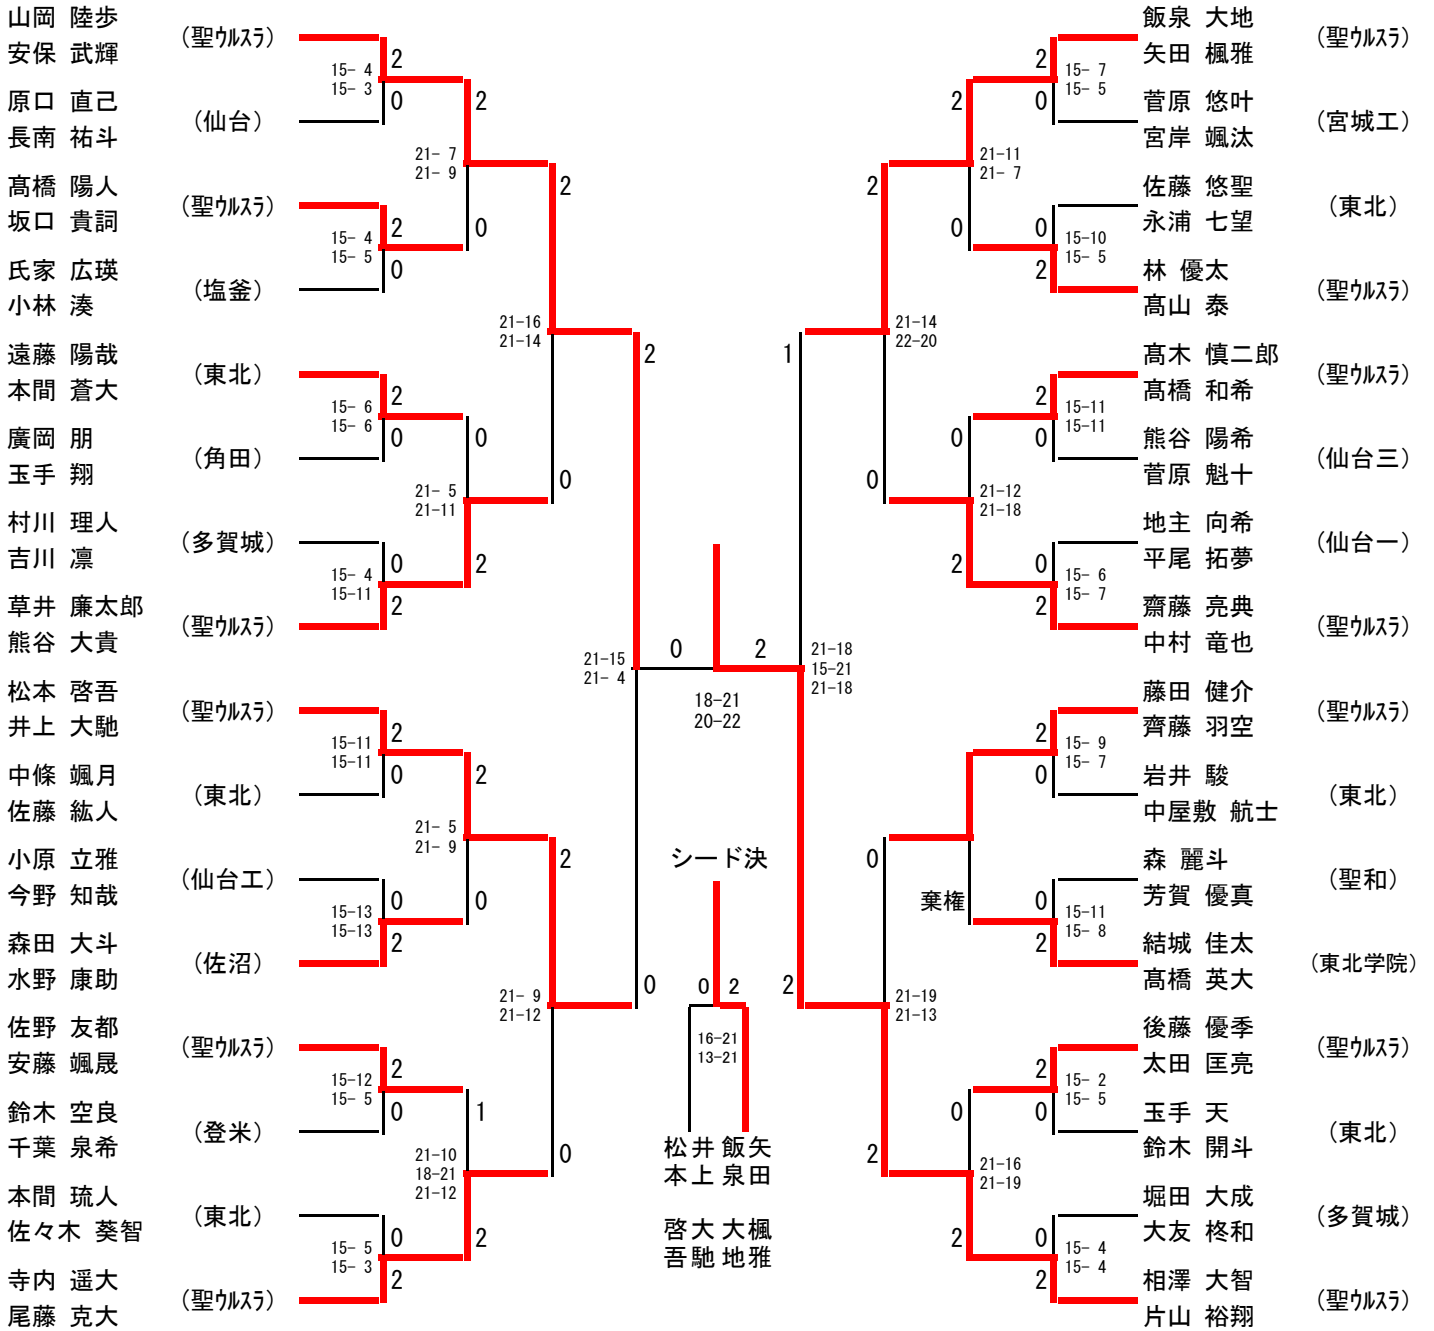 山岡 陸歩
安保 武輝
(聖ウルスラ)
2
15- 4
15- 3
0
原口 直己
長南 祐斗
(仙台)
2
21- 7
21- 9
0
髙橋 陽人
坂口 貴詞
(聖ウルスラ)
2
15- 4
15- 5
0
氏家 広瑛
小林 湊
(塩釜)
2
21-16
21-14
0
遠藤 陽哉
本間 蒼大
(東北)
2
15- 6
15- 6
0
廣岡 朋
玉手 翔
(角田)
0
21- 5
21-11
2
村川 理人
吉川 凛
(多賀城)
0
15- 4
15-11
2
草井 廉太郎
熊谷 大貴
(聖ウルスラ)
2
21-15
21- 4
0
松本 啓吾
井上 大馳
(聖ウルスラ)
2
15-11
15-11
0
中條 颯月
佐藤 紘人
(東北)
2
21- 5
21- 9
0
小原 立雅
今野 知哉
(仙台工)
0
15-13
15-13
2
森田 大斗
水野 康助
(佐沼)
2
21- 9
21-12
0
佐野 友都
安藤 颯晟
(聖ウルスラ)
2
15-12
15- 5
0
鈴木 空良
千葉 泉希
(登米)
1
21-10
18-21
21-12
2
本間 琉人
佐々木 葵智
(東北)
0
15- 5
15- 3
2
寺内 遥大
尾藤 克大
(聖ウルスラ)
0
2
18-21
20-22
シード決
0
2
16-21
13-21
松本 啓吾
井上 大馳
飯泉 大地
矢田 楓雅
飯泉 大地
矢田 楓雅
(聖ウルスラ)
2
15- 7
15- 5
0
菅原 悠叶
宮岸 颯汰
(宮城工)
2
21-11
21- 7
0
佐藤 悠聖
永浦 七望
(東北)
0
15-10
15- 5
2
林 優太
髙山 泰
(聖ウルスラ)
2
21-14
22-20
0
髙木 慎二郎
髙橋 和希
(聖ウルスラ)
2
15-11
15-11
0
熊谷 陽希
菅原 魁十
(仙台三)
0
21-12
21-18
2
地主 向希
平尾 拓夢
(仙台一)
0
15- 6
15- 7
2
齋藤 亮典
中村 竜也
(聖ウルスラ)
1
21-18
15-21
21-18
2
藤田 健介
齊藤 羽空
(聖ウルスラ)
2
15- 9
15- 7
0
岩井 駿
中屋敷 航士
(東北)
棄権
森 麗斗
芳賀 優真
(聖和)
0
15-11
15- 8
2
結城 佳太
髙橋 英大
(東北学院)
0
21-19
21-13
2
後藤 優季
太田 匡亮
(聖ウルスラ)
2
15- 2
15- 5
0
玉手 天
鈴木 開斗
(東北)
0
21-16
21-19
2
堀田 大成
大友 柊和
(多賀城)
0
15- 4
15- 4
2
相澤 大智
片山 裕翔
(聖ウルスラ)